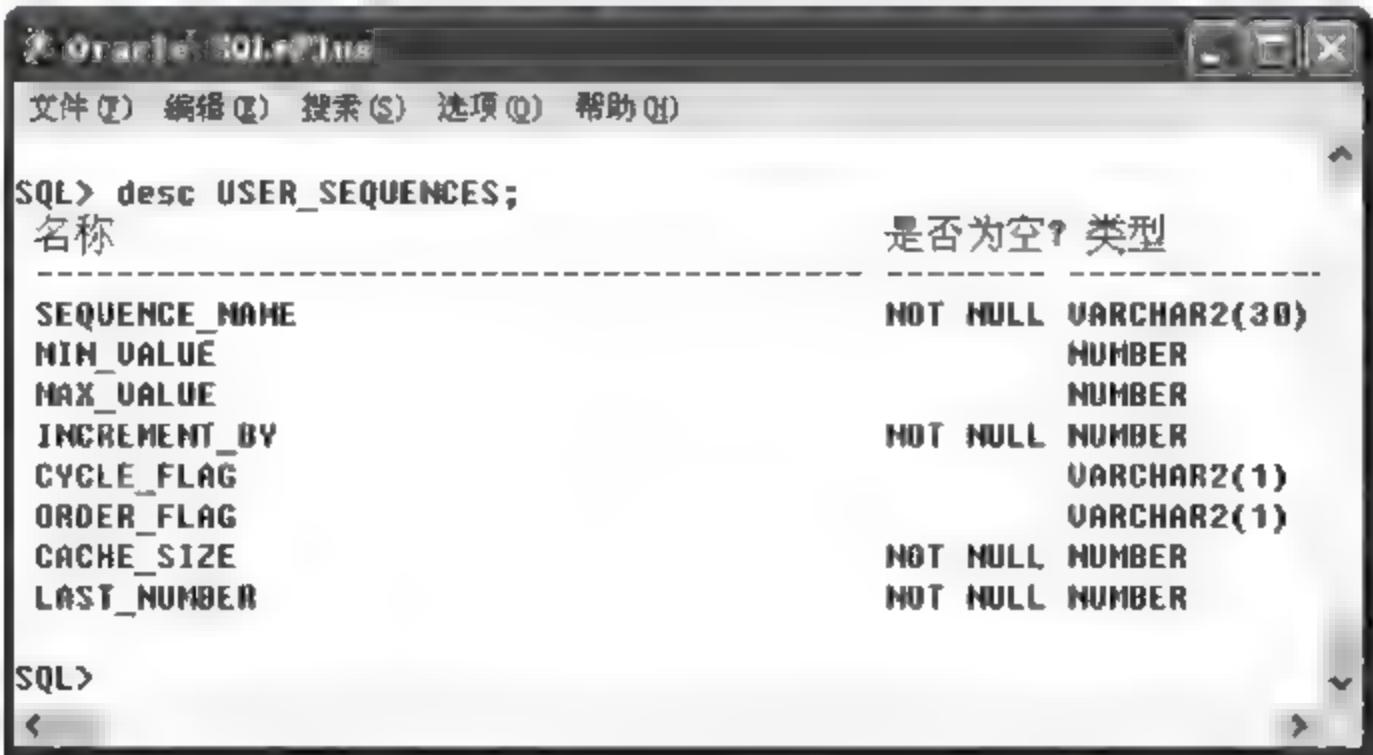 Oracle SQL*Plus
文件(F) 编辑(E) 搜索(S) 选项(O) 帮助(H)
SQL> desc USER_SEQUENCES;
名称 是否为空? 类型
----------------------------------------- -------- -------------
SEQUENCE_NAME NOT NULL VARCHAR2(30)
MIN_VALUE NUMBER
MAX_VALUE NUMBER
INCREMENT_BY NOT NULL NUMBER
CYCLE_FLAG VARCHAR2(1)
ORDER_FLAG VARCHAR2(1)
CACHE_SIZE NOT NULL NUMBER
LAST_NUMBER NOT NULL NUMBER
SQL>